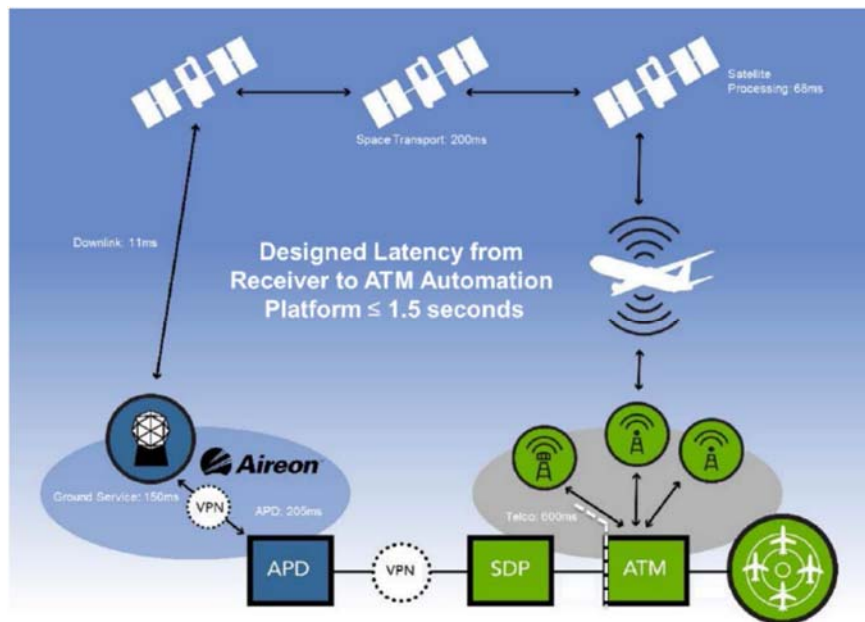 Satellite
Processing: 68ms
Space Transport: 200ms
Downlink: 11ms
Designed Latency from
Receiver to ATM Automation
Platform ≤ 1.5 seconds
Aireon
Ground Service: 150ms
VPN
APD: 205ms
Telco: 600ms
APD
VPN
SDP
ATM